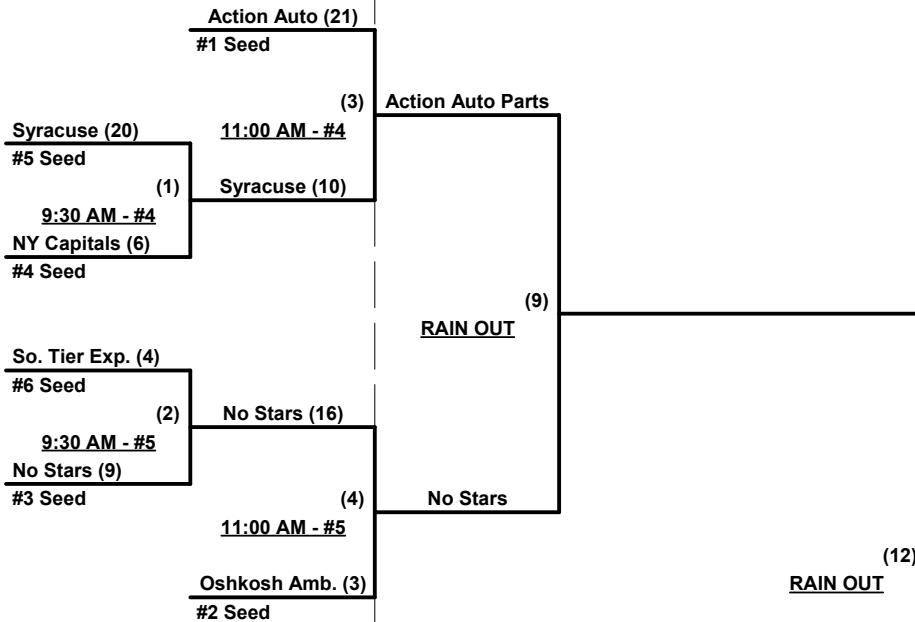 Action Auto (21)
#1 Seed
(3)
Action Auto Parts
11:00 AM - #4
Syracuse (20)
#5 Seed
(1)
Syracuse (10)
9:30 AM - #4
NY Capitals (6)
#4 Seed
(9)
RAIN OUT
So. Tier Exp. (4)
#6 Seed
(2)
No Stars (16)
9:30 AM - #5
No Stars (9)
#3 Seed
(4)
No Stars
11:00 AM - #5
(12)
RAIN OUT
Oshkosh Amb. (3)
#2 Seed